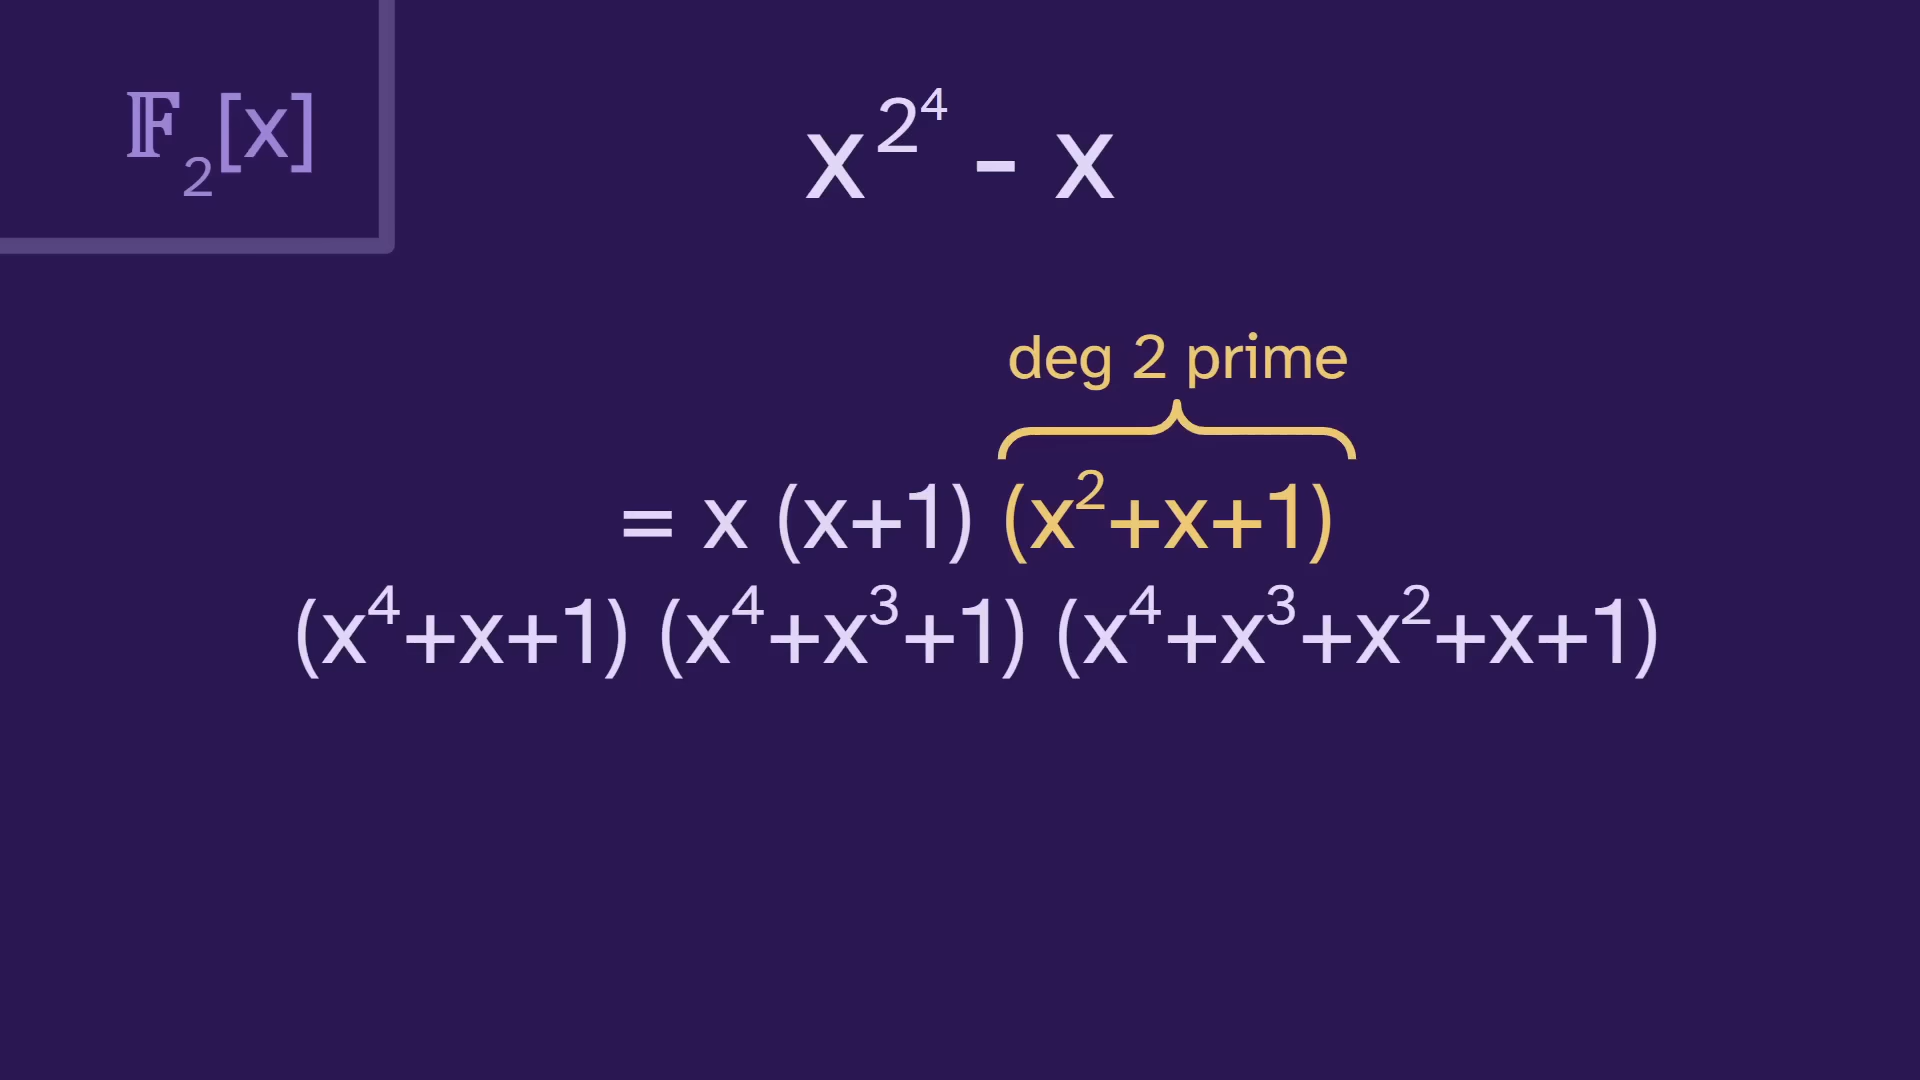 𝔽₂[x]
x^{2^4} - x
deg 2 prime
= x (x+1) (x²+x+1)
(x⁴+x+1) (x⁴+x³+1) (x⁴+x³+x²+x+1)